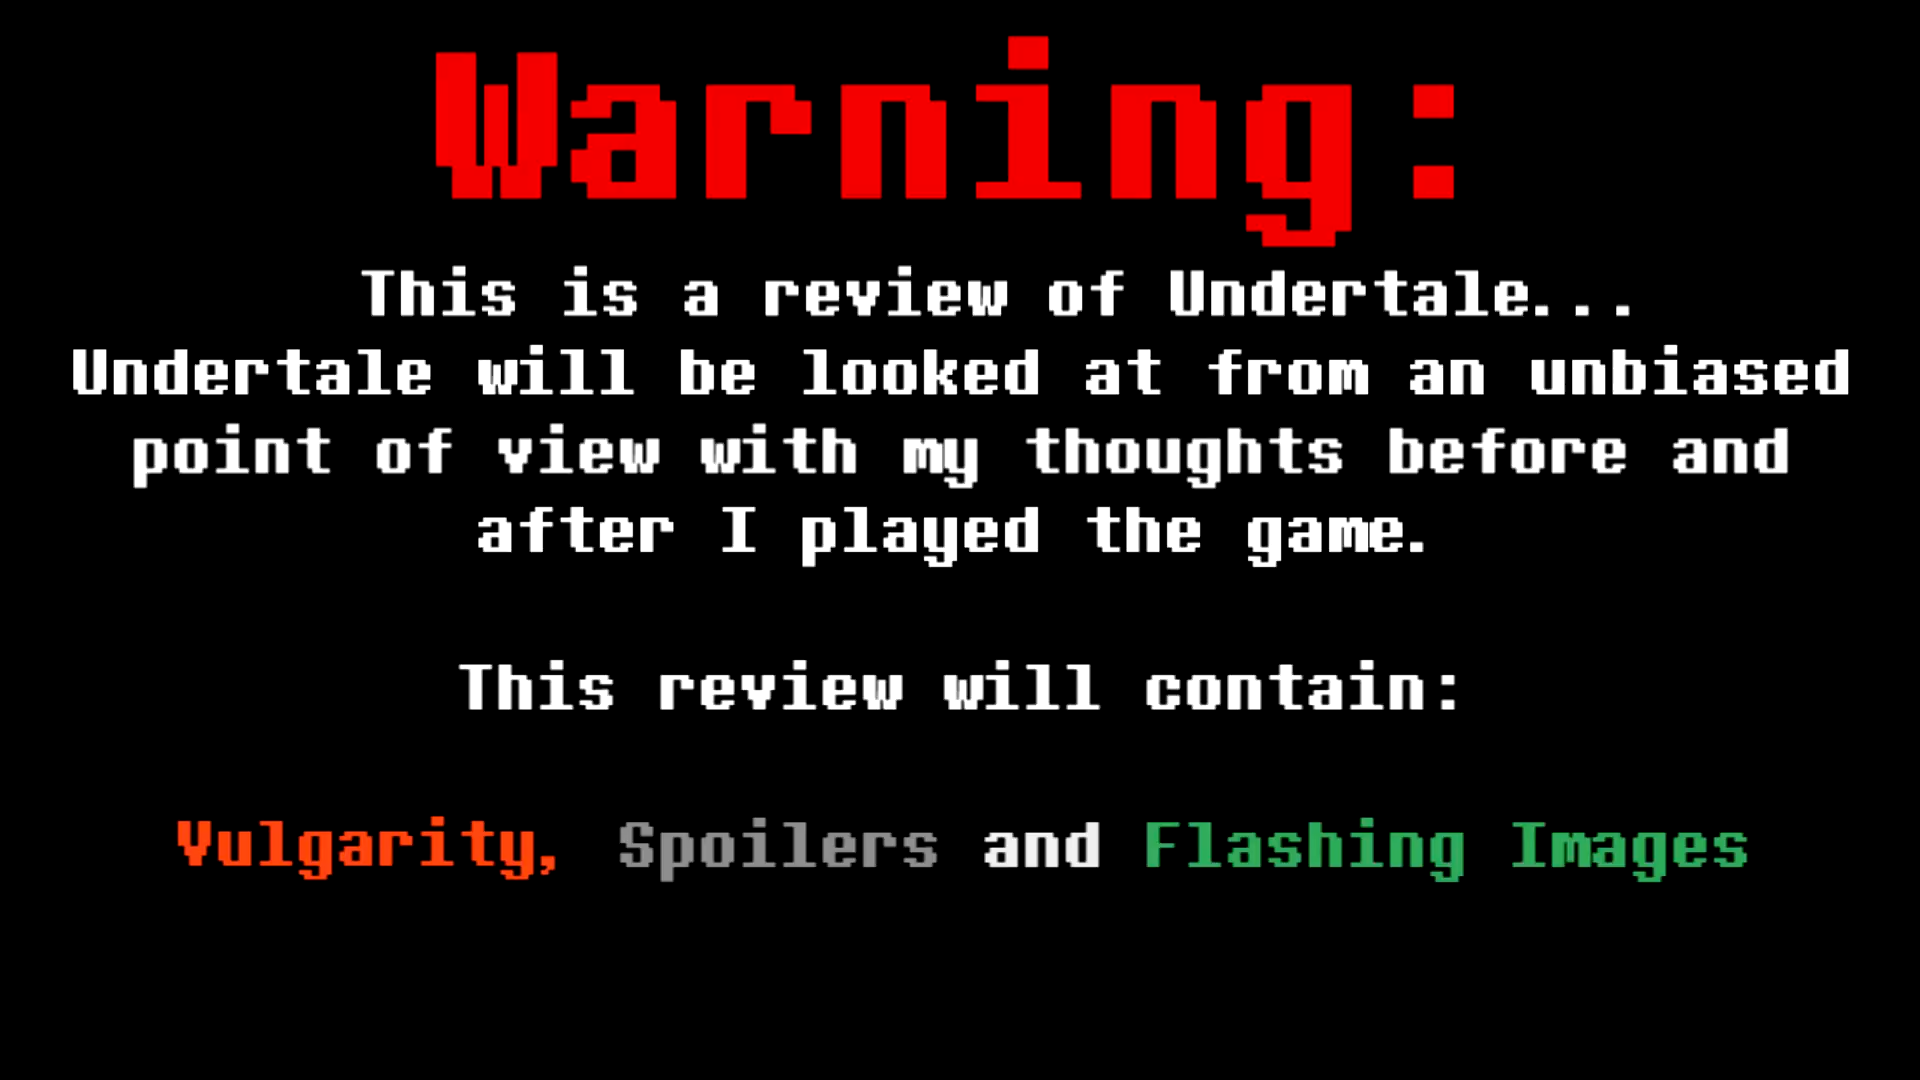 Warning:
This is a review of Undertale...
Undertale will be looked at from an unbiased
point of view with my thoughts before and
after I played the game.
This review will contain:
Vulgarity, Spoilers and Flashing Images